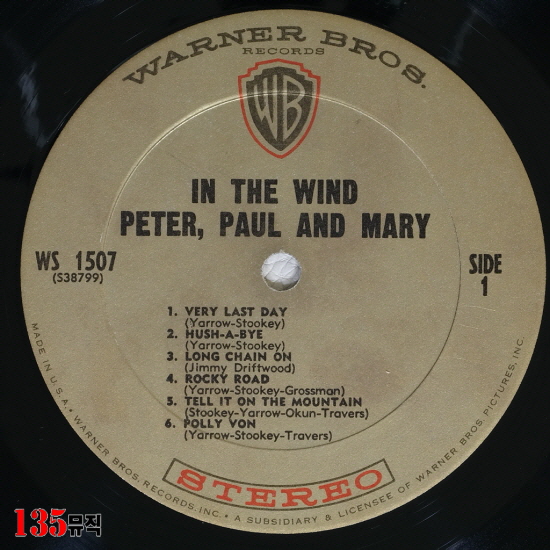 WARNER BROS.
RECORDS
WB
IN THE WIND
PETER, PAUL AND MARY
WS 1507
(S38799)
SIDE
1
1. VERY LAST DAY
(Yarrow-Stookey)
2. HUSH-A-BYE
(Yarrow-Stookey)
3. LONG CHAIN ON
(Jimmy Driftwood)
4. ROCKY ROAD
(Yarrow-Stookey-Grossman)
5. TELL IT ON THE MOUNTAIN
(Stookey-Yarrow-Okun-Travers)
6. POLLY VON
(Yarrow-Stookey-Travers)
STEREO
MADE IN U.S.A. • WARNER BROS. RECORDS INC. • A SUBSIDIARY & LICENSEE OF WARNER BROS. PICTURES, INC.
135뮤직